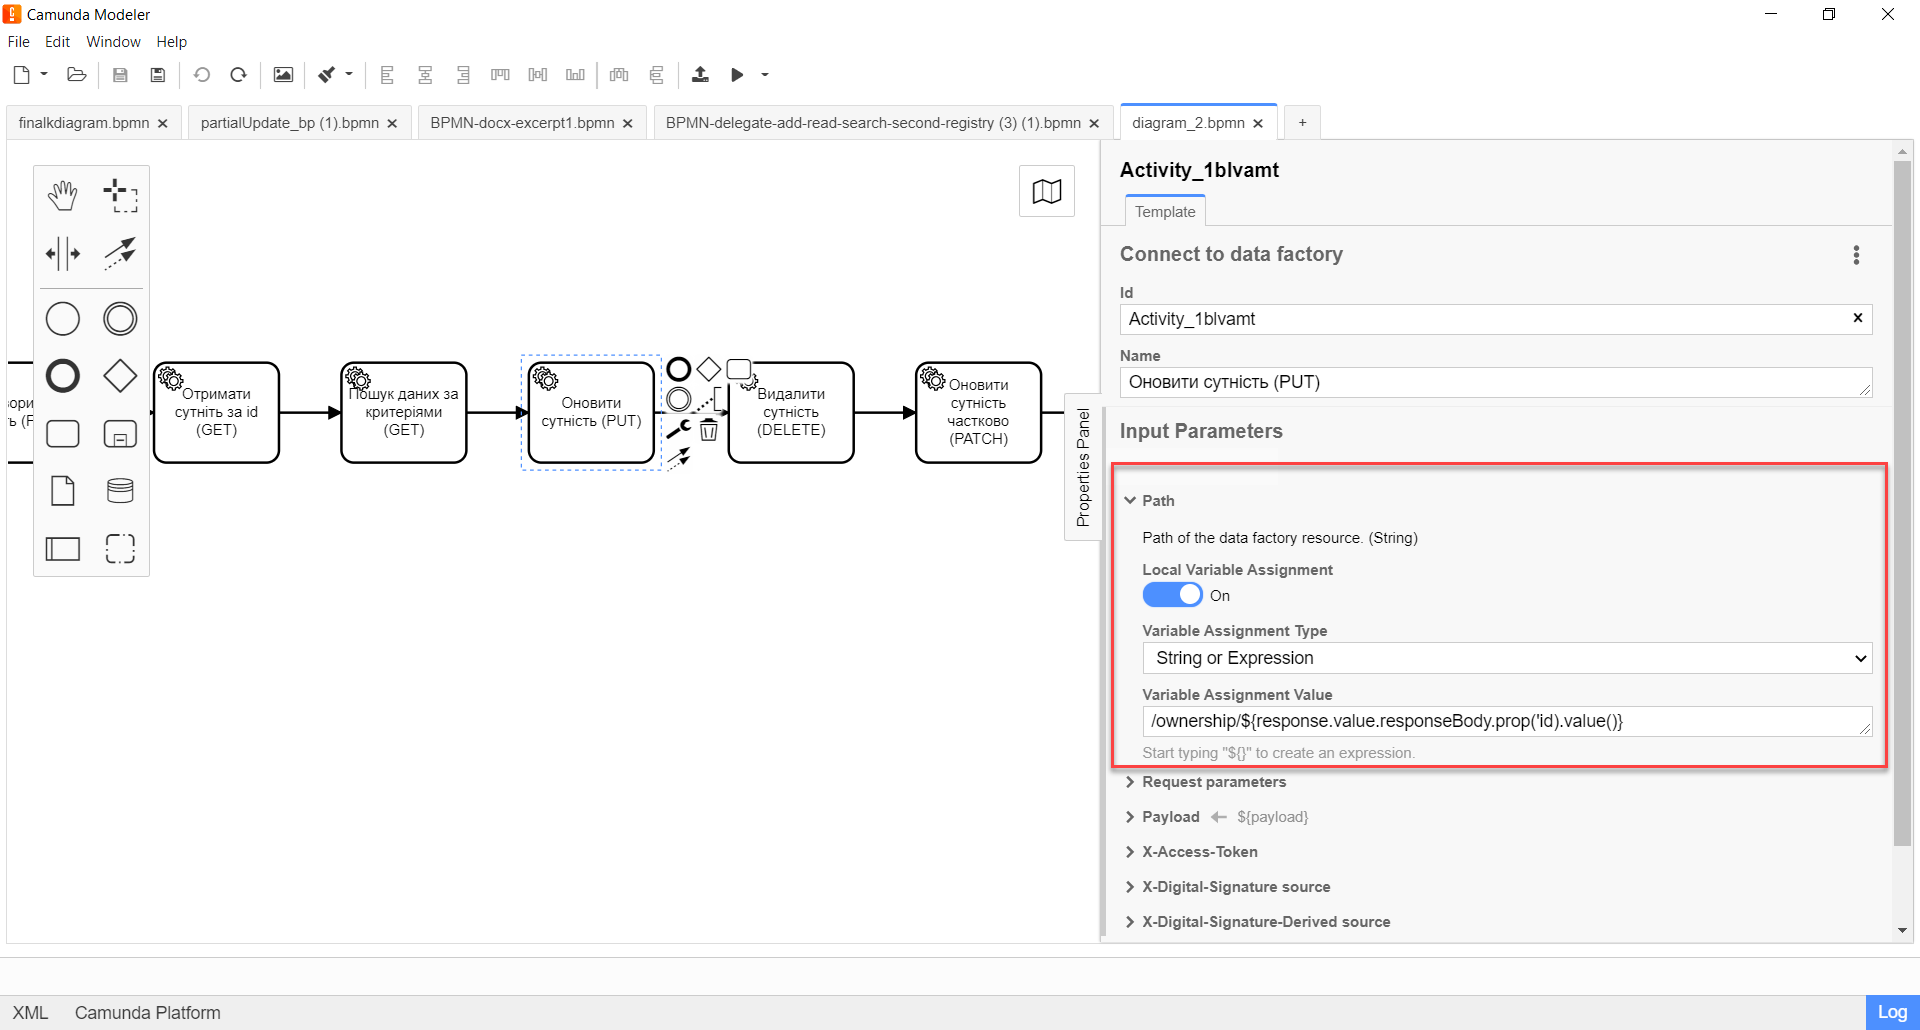 Camunda Modeler
File Edit Window Help
finalkdiagram.bpmn
partialUpdate_bp (1).bpmn
BPMN-docx-excerpt1.bpmn
BPMN-delegate-add-read-search-second-registry (3) (1).bpmn
diagram_2.bpmn
+
Отримати
сутніть за id
(GET)
Пошук даних за
критеріями
(GET)
Оновити
сутність (PUT)
Видалити
сутність
(DELETE)
Оновити
сутність
частково
(PATCH)
Properties Panel
Activity_1blvamt
Template
Connect to data factory
Id
Activity_1blvamt
Name
Оновити сутність (PUT)
Input Parameters
Path
Path of the data factory resource. (String)
Local Variable Assignment
On
Variable Assignment Type
String or Expression
Variable Assignment Value
/ownership/${response.value.responseBody.prop('id).value()}
Start typing "${}" to create an expression.
Request parameters
Payload ${payload}
X-Access-Token
X-Digital-Signature source
X-Digital-Signature-Derived source
XML Camunda Platform
Log